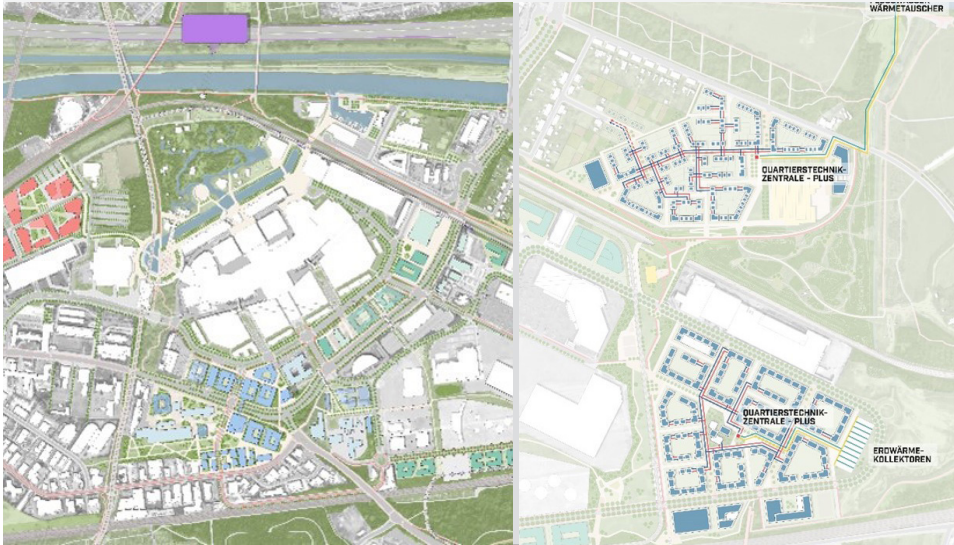 WÄRMETAUSCHER
QUARTIERSTECHNIK-
ZENTRALE - PLUS
QUARTIERSTECHNIK-
ZENTRALE - PLUS
ERDWÄRME-
KOLLEKTOREN